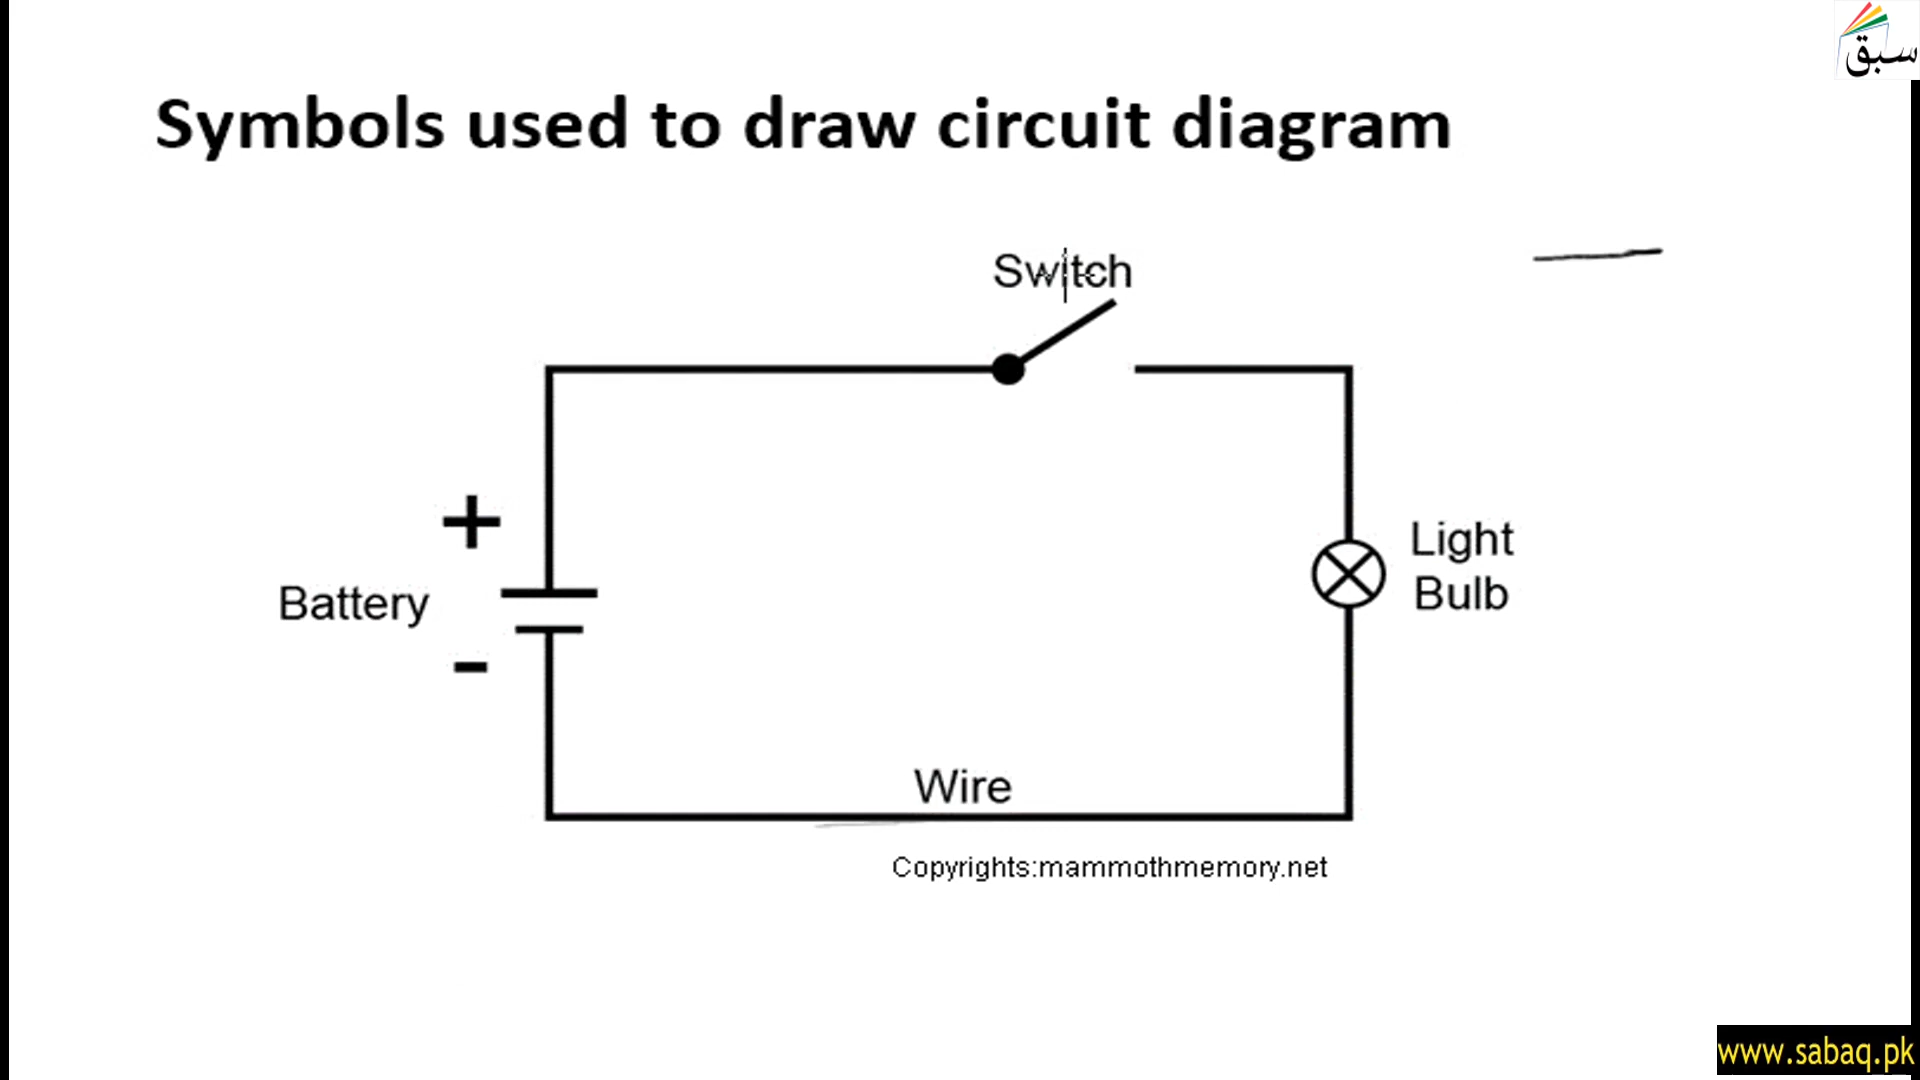 سبق
Symbols used to draw circuit diagram
Switch
+
Battery
-
Light
Bulb
Wire
Copyrights:mammothmemory.net
www.sabaq.pk